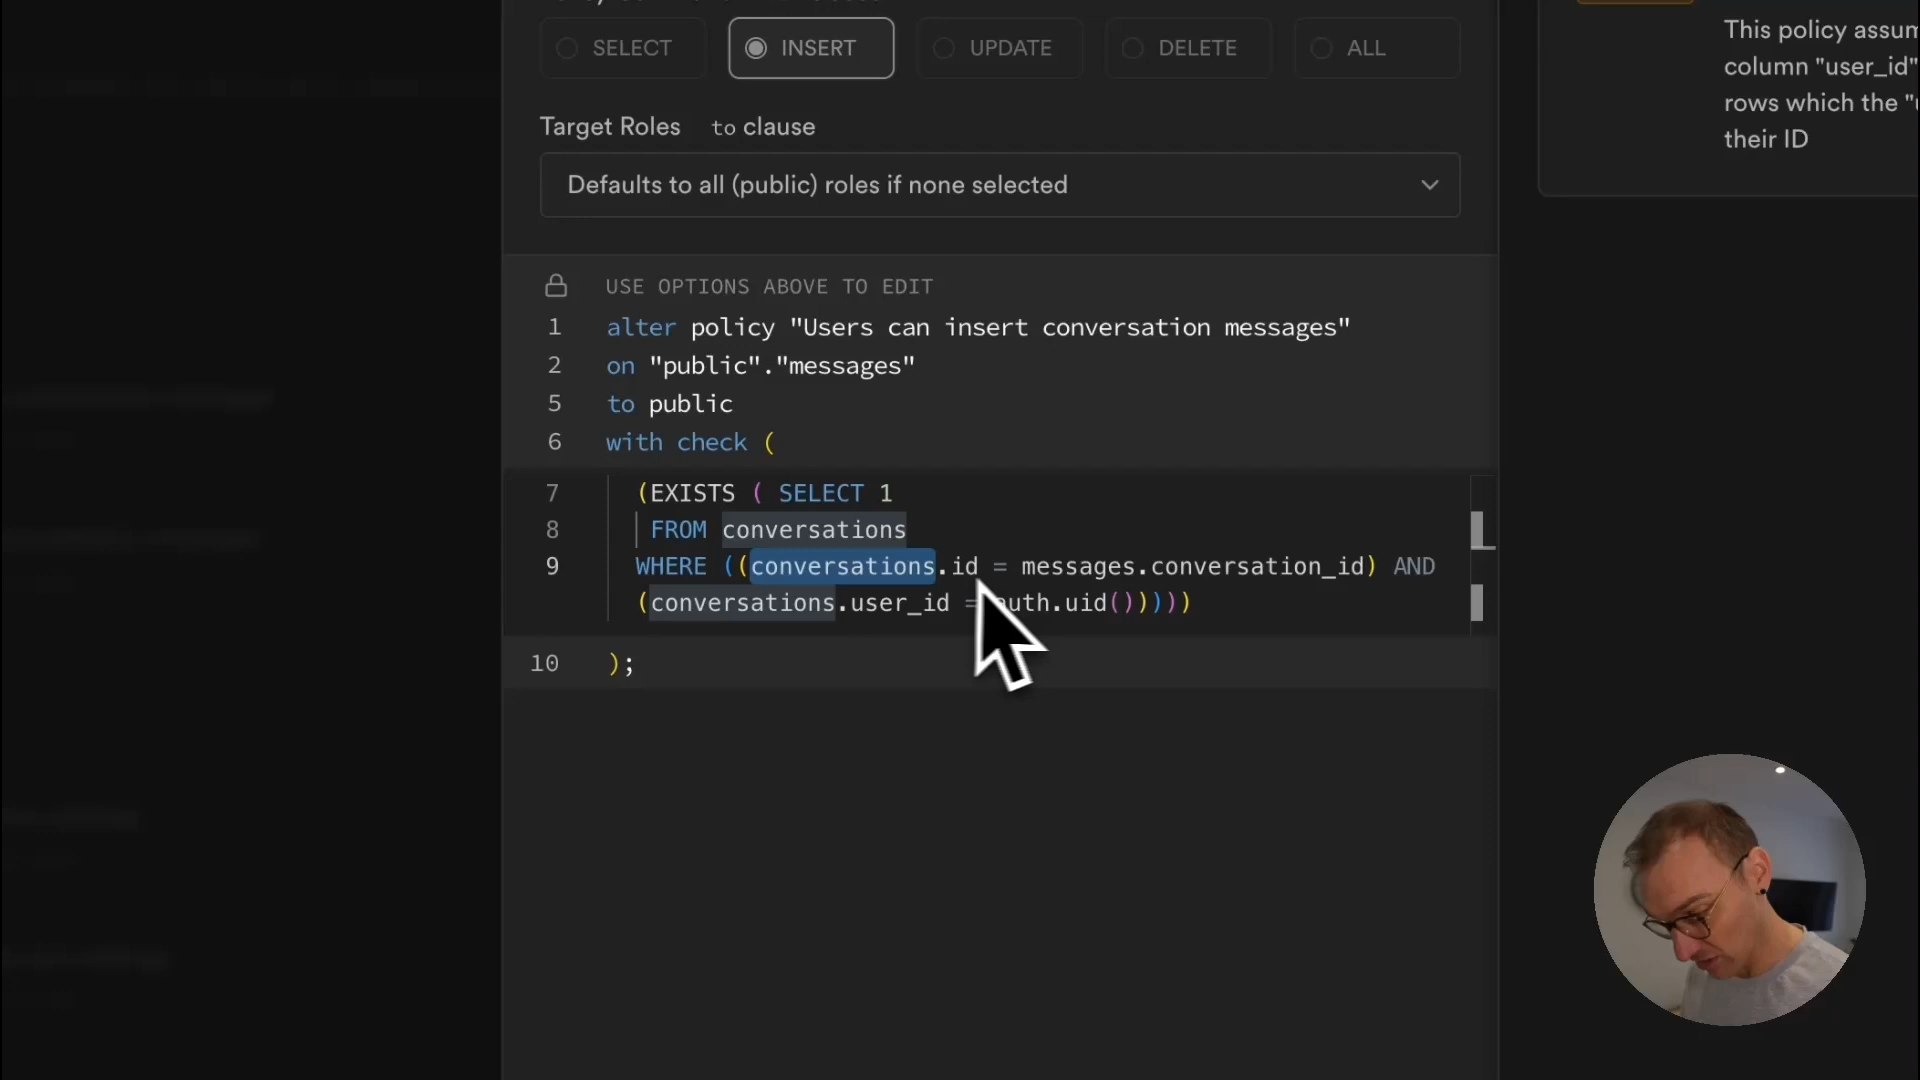 SELECT
INSERT
UPDATE
DELETE
ALL
Target Roles to clause
Defaults to all (public) roles if none selected
USE OPTIONS ABOVE TO EDIT
1 alter policy "Users can insert conversation messages"
2 on "public"."messages"
5 to public
6 with check (
7 (EXISTS ( SELECT 1
8 FROM conversations
9 WHERE ((conversations.id = messages.conversation_id) AND
(conversations.user_id = auth.uid()))))
10 );
This policy assum
column "user_id"
rows which the "u
their ID